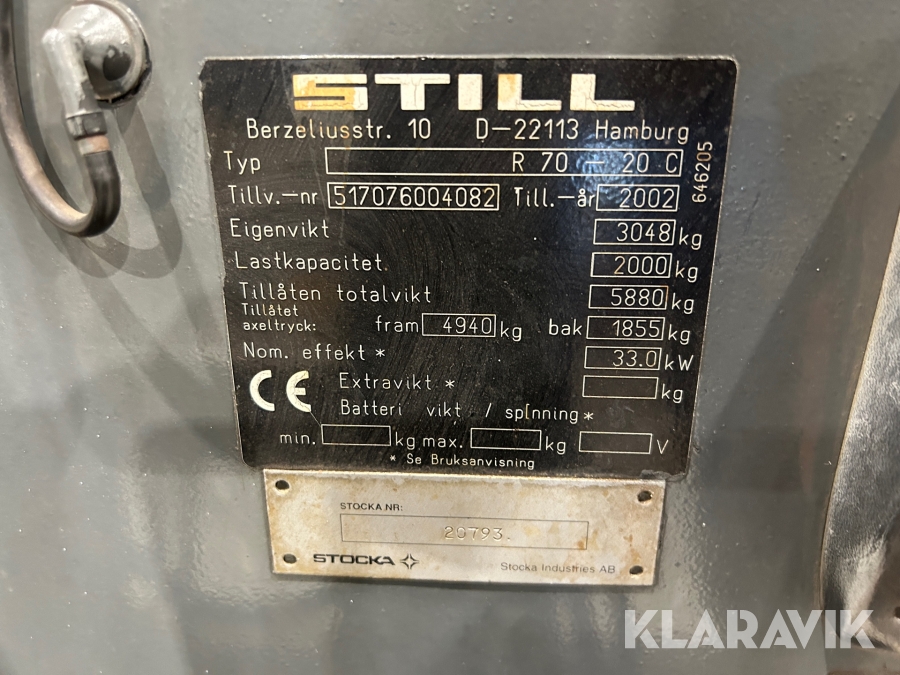 STILL
Berzeliusstr. 10 D-22113 Hamburg
Typ R 70 - 20 C
646205
Tillv.-nr 517076004082 Till.-år 2002
Eigenvikt 3048 kg
Lastkapacitet 2000 kg
Tillåten totalvikt 5880 kg
Tillåtet
axeltryck: fram 4940 kg bak 1855 kg
Nom. effekt * 33.0 kW
CE
Extravikt * kg
Batteri vikt / spinning *
min. kg max. kg V
* Se Bruksanvisning
STOCKA.NR:
20793.
STOCKA Stocka Industries AB
KLARAVIK